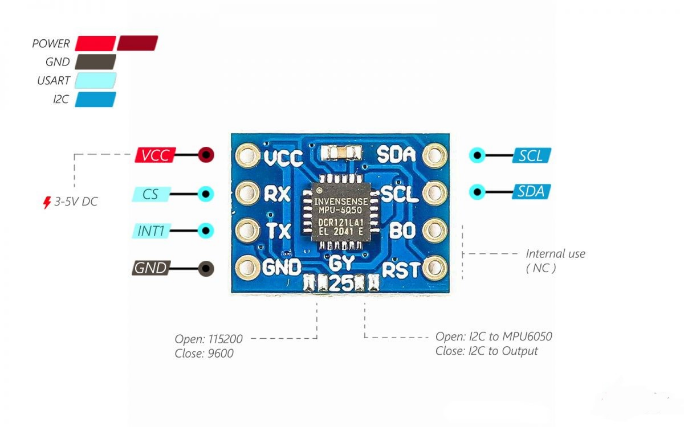 POWER
GND
USART
I2C
VCC
CS
INT1
GND
3-5V DC
VCC
RX
TX
GND
SDA
SCL
BO
RST
INVENSENSE
MPU-6050
DCR121LA1
EL 2041 E
GY
25
SCL
SDA
Internal use
( NC )
Open: 115200
Close: 9600
Open: I2C to MPU6050
Close: I2C to Output